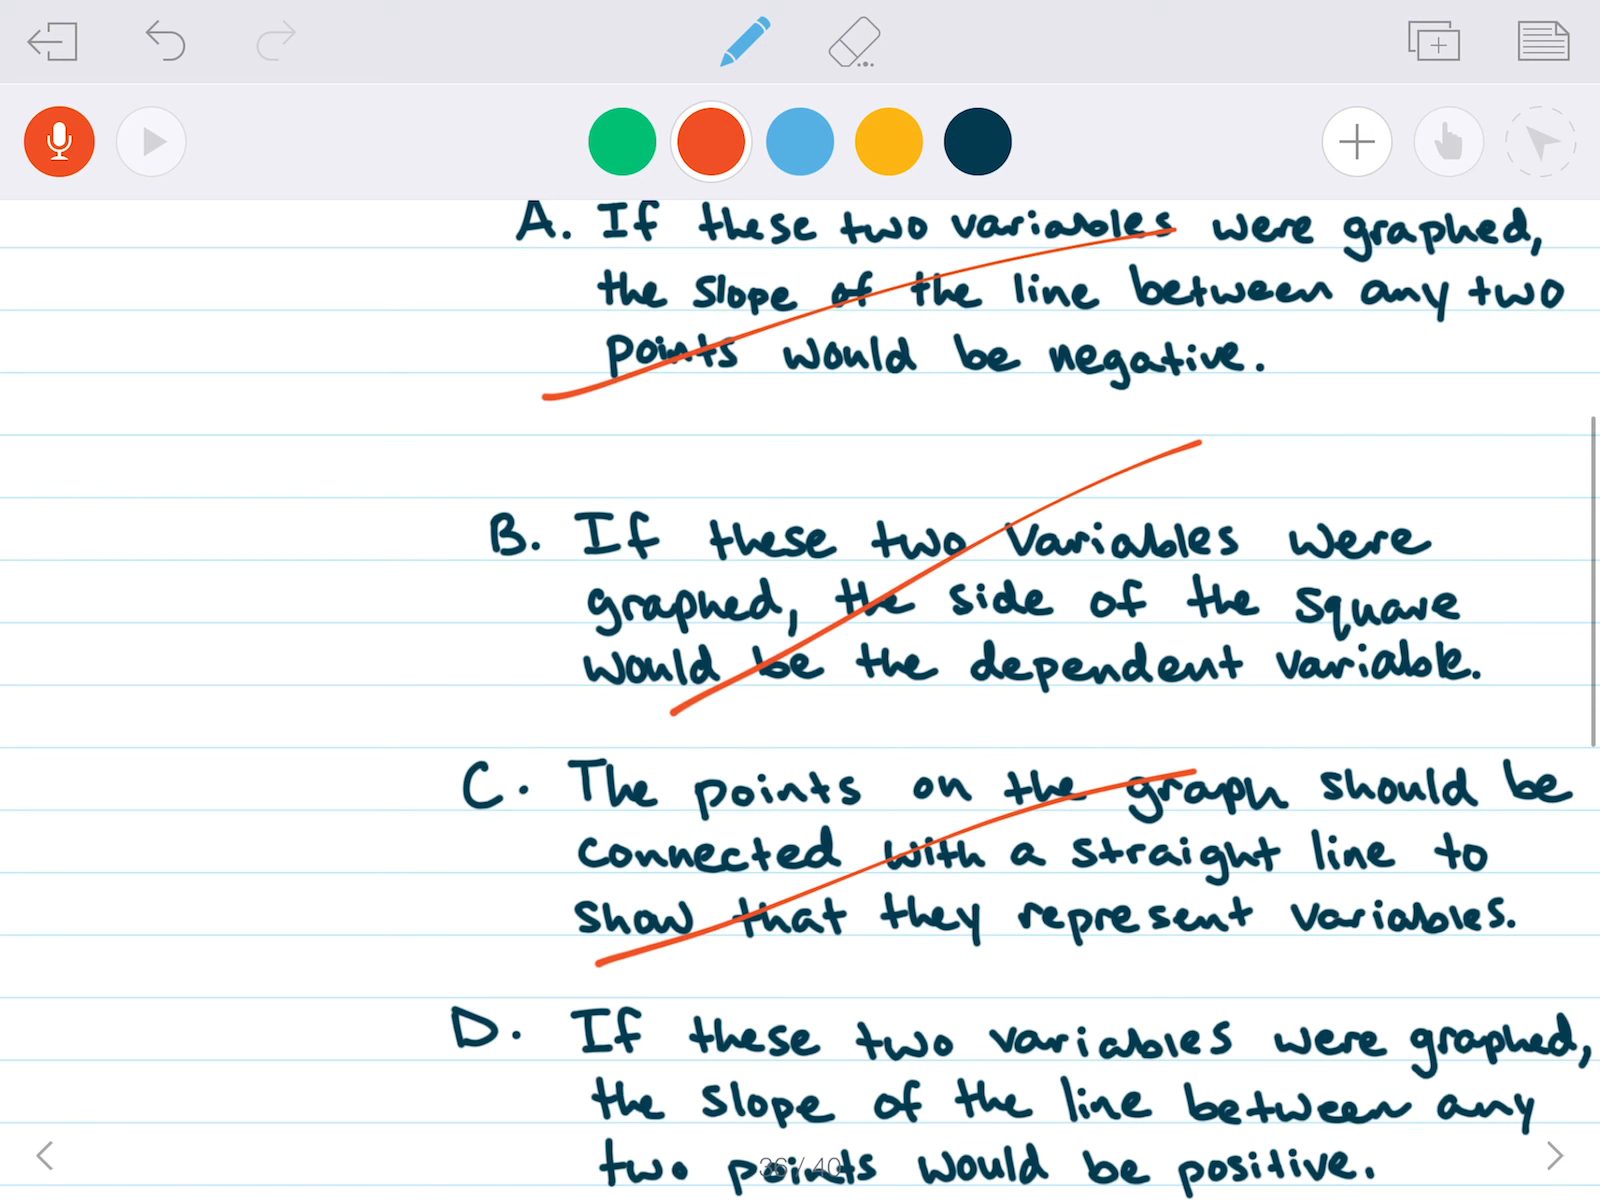 A. If these two variables were graphed,
the slope of the line between any two
points would be negative.
B. If these two variables were
graphed, the side of the square
would be the dependent variable.
C. The points on the graph should be
connected with a straight line to
show that they represent variables.
D. If these two variables were graphed,
the slope of the line between any
two points would be positive.
36 / 40